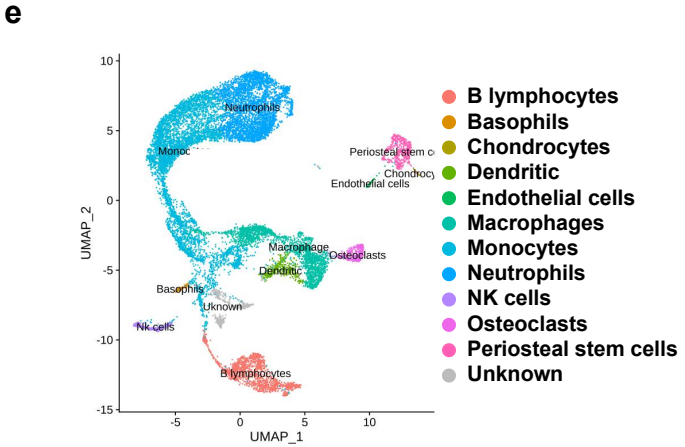 e
10
5
0
-5
-10
-15
UMAP_2
-5
0
5
10
UMAP_1
Neutrophils
Monoc
Periosteal stem c
Chondrocy
Endothelial cells
Macrophage
Osteoclasts
Dendritic
Basophils
Uknown
Nk cells
B lymphocytes
B lymphocytes
Basophils
Chondrocytes
Dendritic
Endothelial cells
Macrophages
Monocytes
Neutrophils
NK cells
Osteoclasts
Periosteal stem cells
Unknown